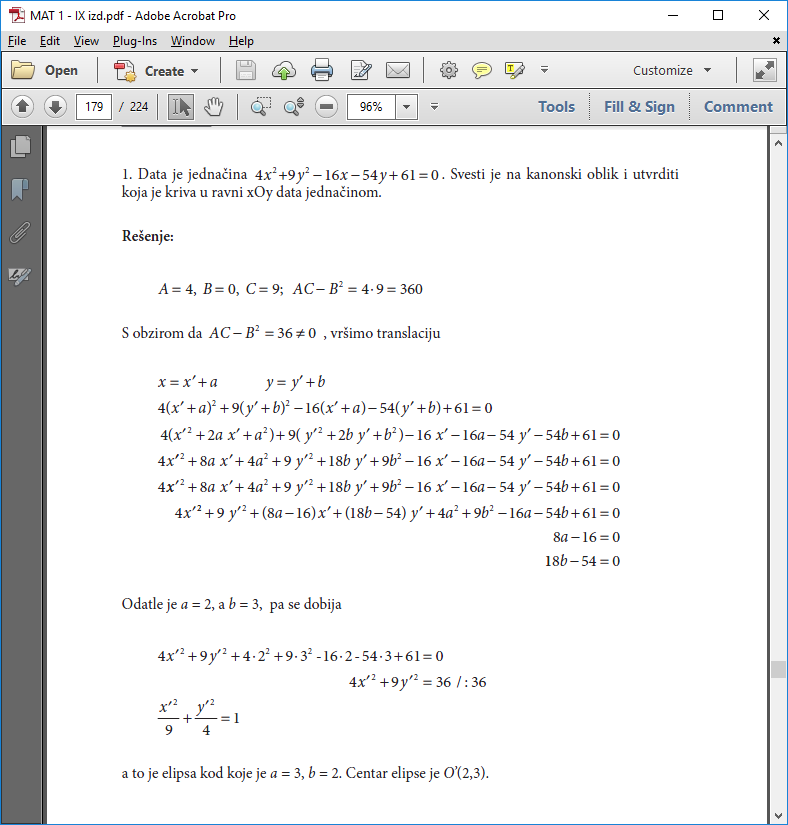 MAT 1 - IX izd.pdf - Adobe Acrobat Pro
File Edit View Plug-Ins Window Help
Open Create Customize
179 / 224 96% Tools Fill & Sign Comment
1. Data je jednačina 4x²+9y²−16x−54y+61=0. Svesti je na kanonski oblik i utvrditi
koja je kriva u ravni xOy data jednačinom.
Rešenje:
A=4, B=0, C=9; AC−B²=4·9=360
S obzirom da AC−B²=36≠0 , vršimo translaciju
x=x′+a y=y′+b
4(x′+a)²+9(y′+b)²−16(x′+a)−54(y′+b)+61=0
4(x′²+2a x′+a²)+9( y′²+2b y′+b²)−16 x′−16a−54 y′−54b+61=0
4x′²+8a x′+4a²+9 y′²+18b y′+9b²−16 x′−16a−54 y′−54b+61=0
4x′²+8a x′+4a²+9 y′²+18b y′+9b²−16 x′−16a−54 y′−54b+61=0
4x′²+9 y′²+(8a−16)x′+(18b−54) y′+4a²+9b²−16a−54b+61=0
8a−16=0
18b−54=0
Odatle je a = 2, a b = 3, pa se dobija
4x′²+9y′²+4·2²+9·3²-16·2-54·3+61=0
4x′²+9y′²=36 /:36
x′²/9+y′²/4=1
a to je elipsa kod koje je a = 3, b = 2. Centar elipse je O’(2,3).